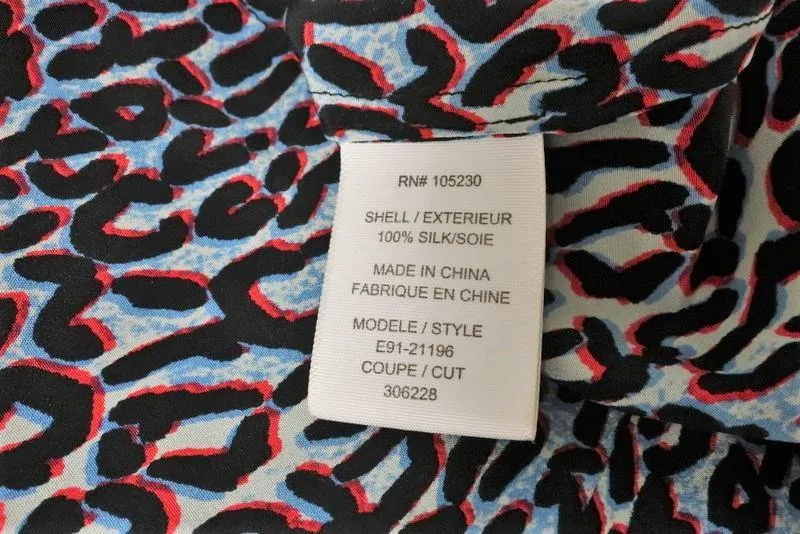 RN# 105230
SHELL / EXTERIEUR
100% SILK/SOIE
MADE IN CHINA
FABRIQUE EN CHINE
MODELE / STYLE
E91-21196
COUPE / CUT
306228